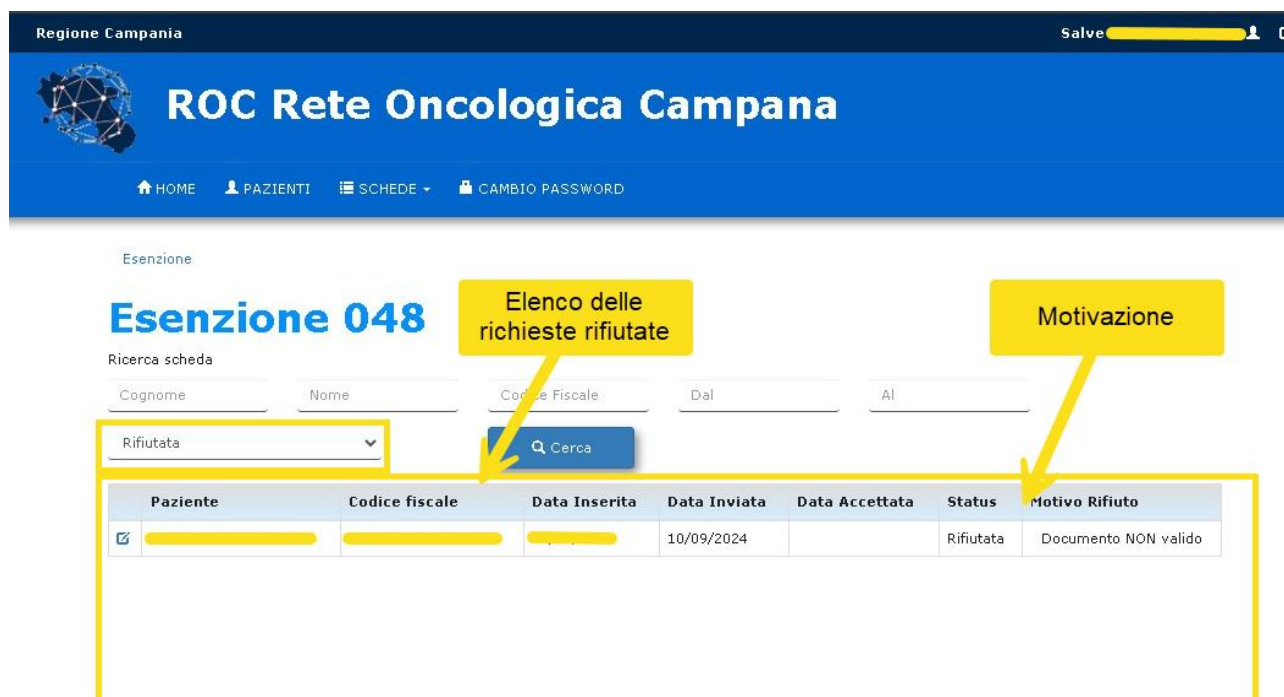 Regione Campania
Salve
ROC Rete Oncologica Campana
HOME PAZIENTI SCHEDE CAMBIO PASSWORD
Esenzione
Esenzione 048
Elenco delle
richieste rifiutate
Motivazione
Ricerca scheda
Cognome Nome Codice Fiscale Dal Al
Rifiutata Cerca
Paziente Codice fiscale Data Inserita Data Inviata Data Accettata Status Motivo Rifiuto
10/09/2024 Rifiutata Documento NON valido